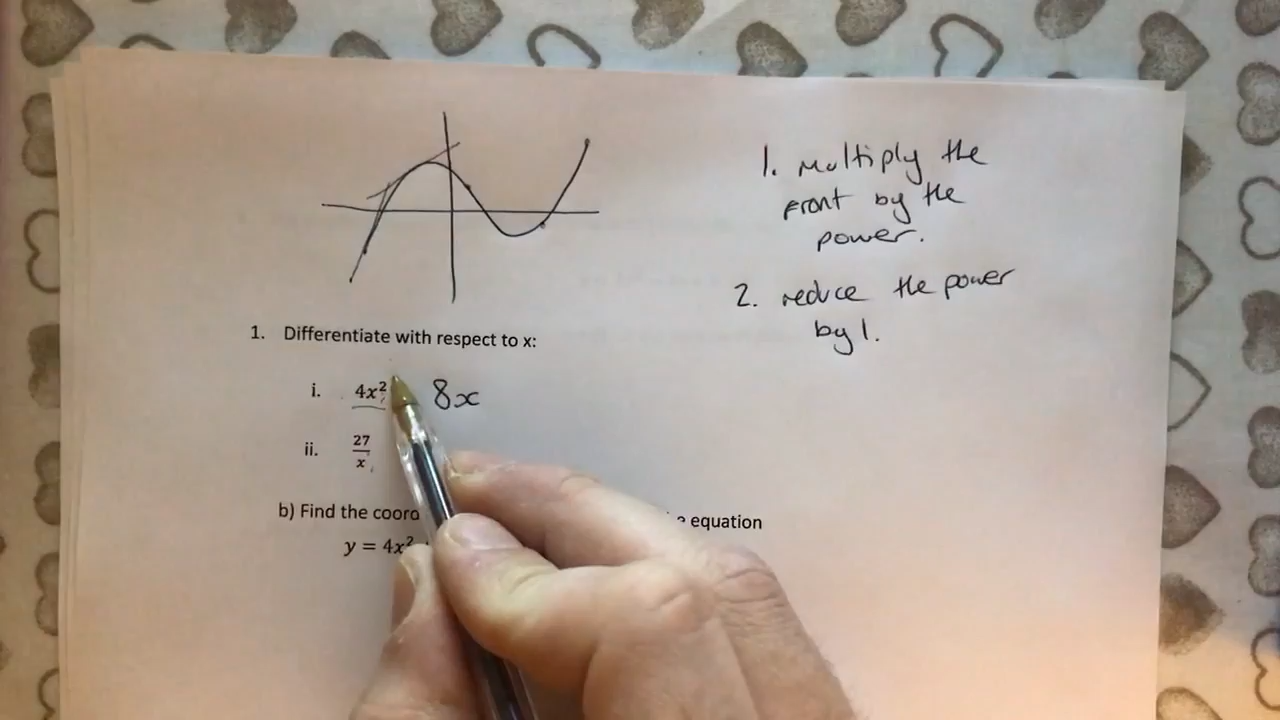 1. Multiply the
front by the
power.
2. reduce the power
by 1.
1. Differentiate with respect to x:
i. 4x² 8x
ii. 27/x
b) Find the equation
y = 4x²